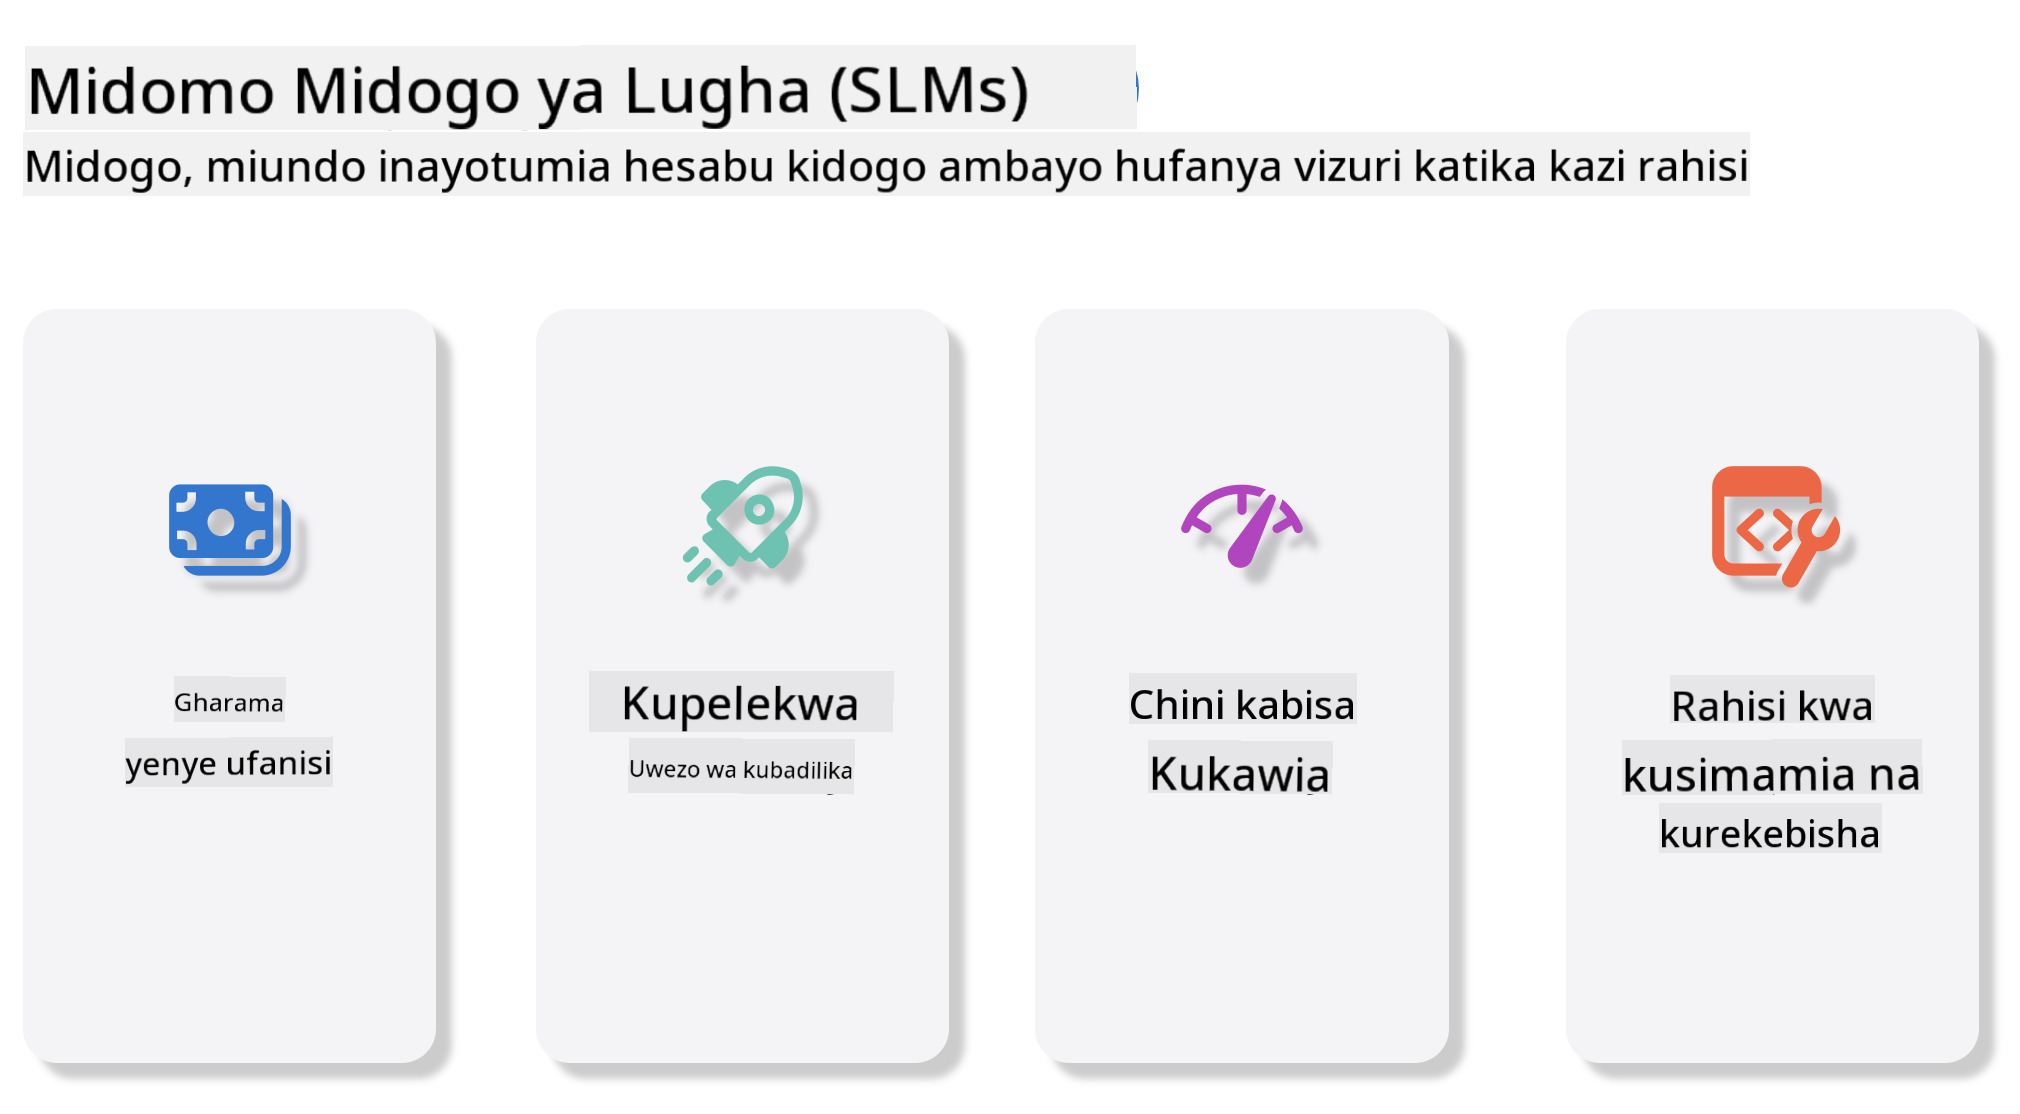 Midomo Midogo ya Lugha (SLMs)
Midogo, miundo inayotumia hesabu kidogo ambayo hufanya vizuri katika kazi rahisi
Gharama
yenye ufanisi
Kupelekwa
Uwezo wa kubadilika
Chini kabisa
Kukawia
Rahisi kwa
kusimamia na
kurekebisha